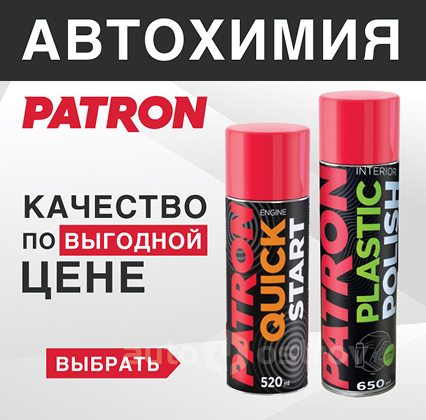 АВТОХИМИЯ
PATRON
КАЧЕСТВО
ПО ВЫГОДНОЙ
ЦЕНЕ
ВЫБРАТЬ
PATRON
ENGINE
QUICK
START
520 ml
PATRON
INTERIOR
PLASTIC
POLISH
650 ml